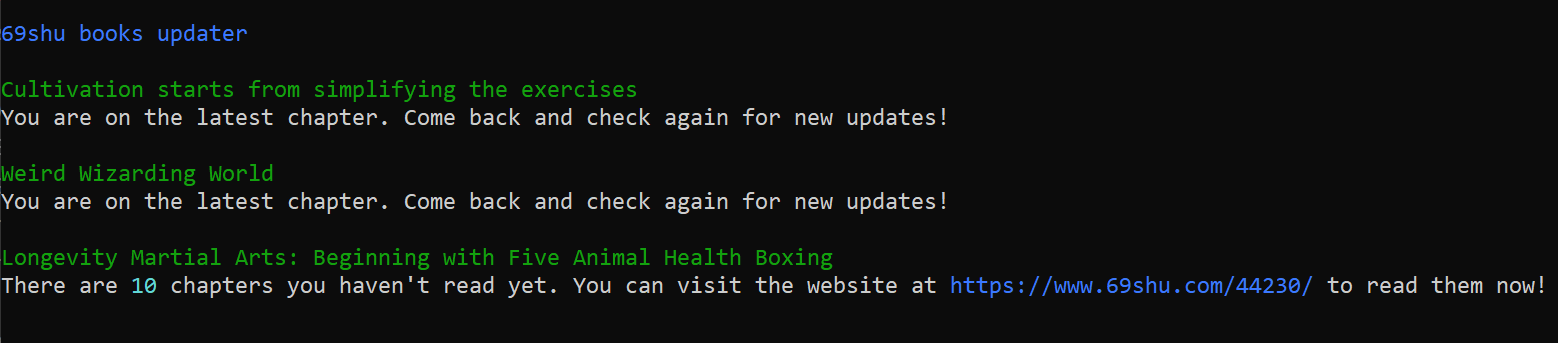 69shu books updater
Cultivation starts from simplifying the exercises
You are on the latest chapter. Come back and check again for new updates!
Weird Wizarding World
You are on the latest chapter. Come back and check again for new updates!
Longevity Martial Arts: Beginning with Five Animal Health Boxing
There are 10 chapters you haven't read yet. You can visit the website at https://www.69shu.com/44230/ to read them now!